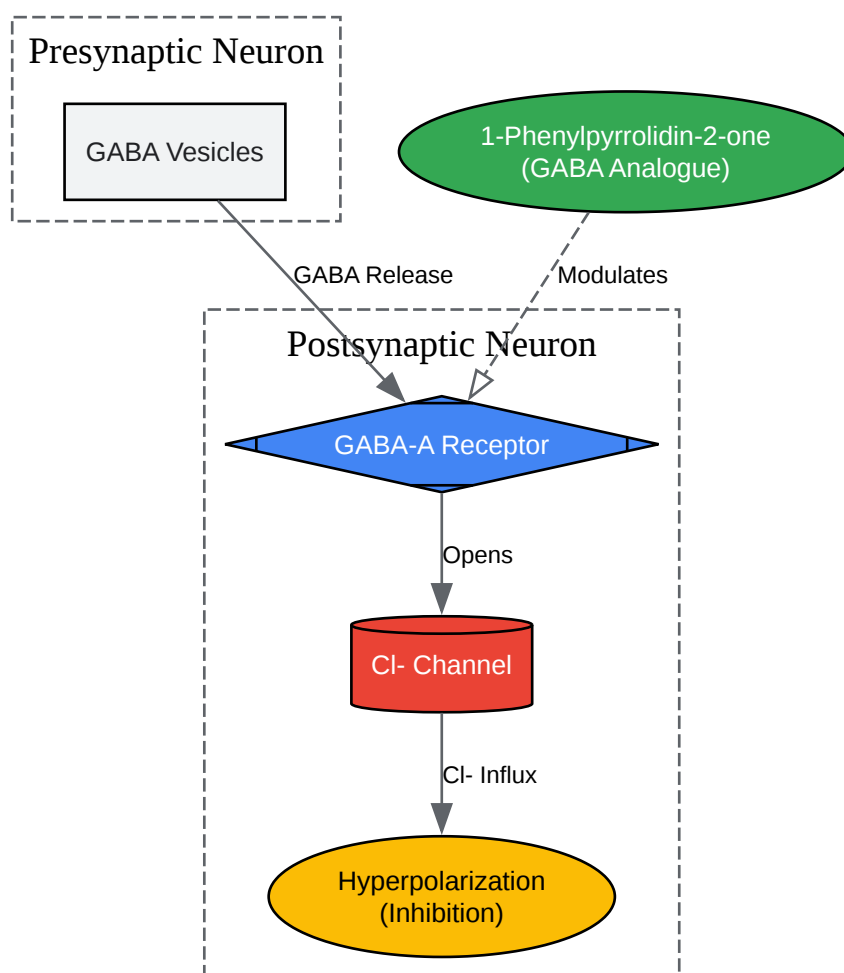 Presynaptic Neuron
GABA Vesicles
1-Phenylpyrrolidin-2-one
(GABA Analogue)
GABA Release
Modulates
Postsynaptic Neuron
GABA-A Receptor
Opens
Cl- Channel
Cl- Influx
Hyperpolarization
(Inhibition)